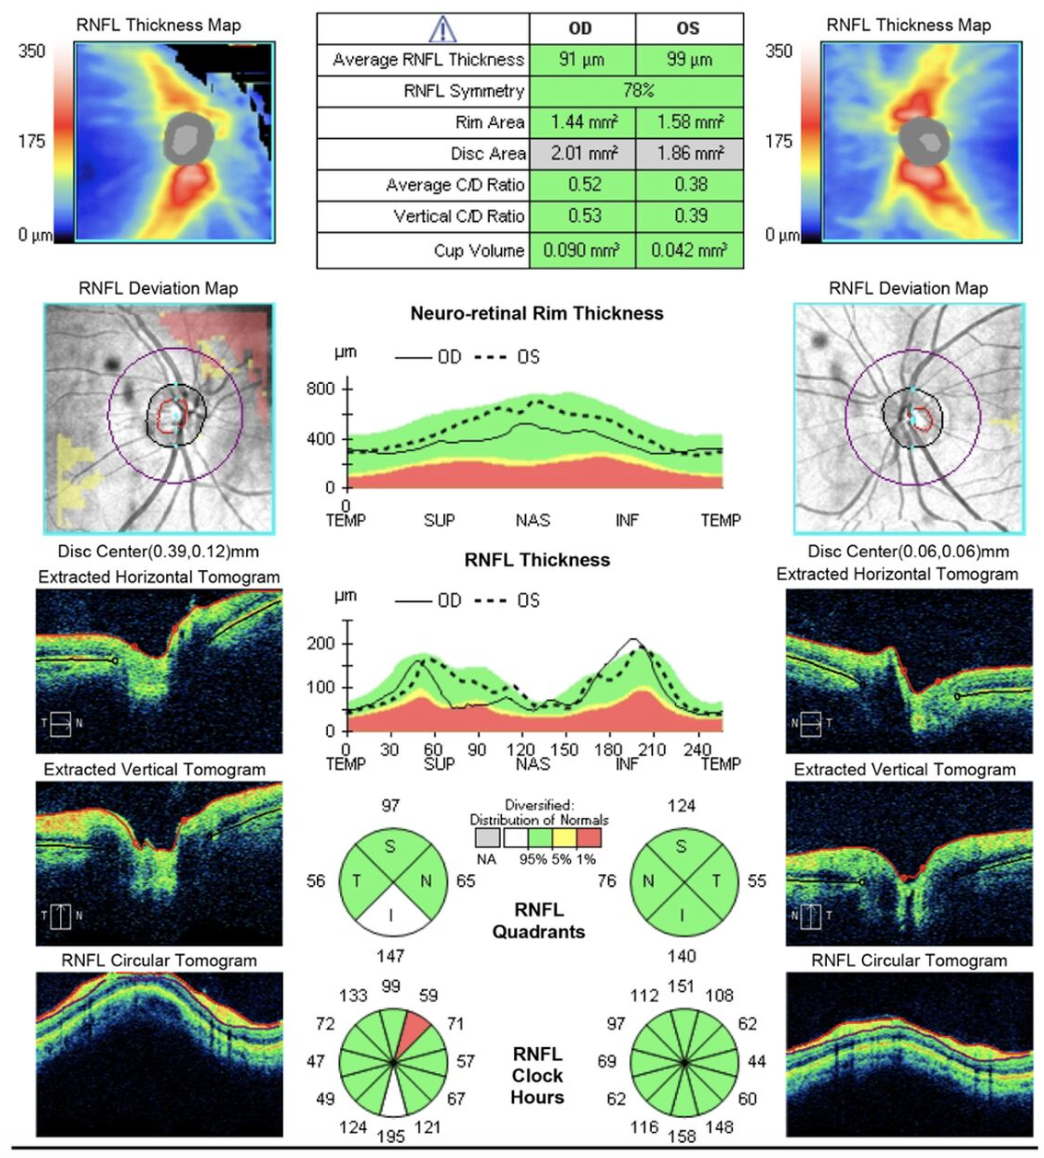 RNFL Thickness Map
350
175
0 µm
OD OS
Average RNFL Thickness 91 µm 99 µm
RNFL Symmetry 78%
Rim Area 1.44 mm² 1.58 mm²
Disc Area 2.01 mm² 1.86 mm²
Average C/D Ratio 0.52 0.38
Vertical C/D Ratio 0.53 0.39
Cup Volume 0.090 mm³ 0.042 mm³
RNFL Thickness Map
350
175
0 µm
RNFL Deviation Map
Disc Center(0.39,0.12)mm
Neuro-retinal Rim Thickness
µm OD OS
800
400
0
0
TEMP SUP NAS INF TEMP
RNFL Deviation Map
Disc Center(0.06,0.06)mm
Extracted Horizontal Tomogram
T N
RNFL Thickness
µm OD OS
200
100
0
0 30 60 90 120 150 180 210 240
TEMP SUP NAS INF TEMP
Extracted Horizontal Tomogram
N T
Extracted Vertical Tomogram
T N
97
S
56 T N 65
I
147
Diversified:
Distribution of Normals
NA 95% 5% 1%
RNFL
Quadrants
124
S
76 N T 55
I
140
Extracted Vertical Tomogram
N T
RNFL Circular Tomogram
99
133 59
72 71
47 57
49 67
124 121
195
RNFL
Clock
Hours
151
112 108
97 62
69 44
62 60
116 148
158
RNFL Circular Tomogram